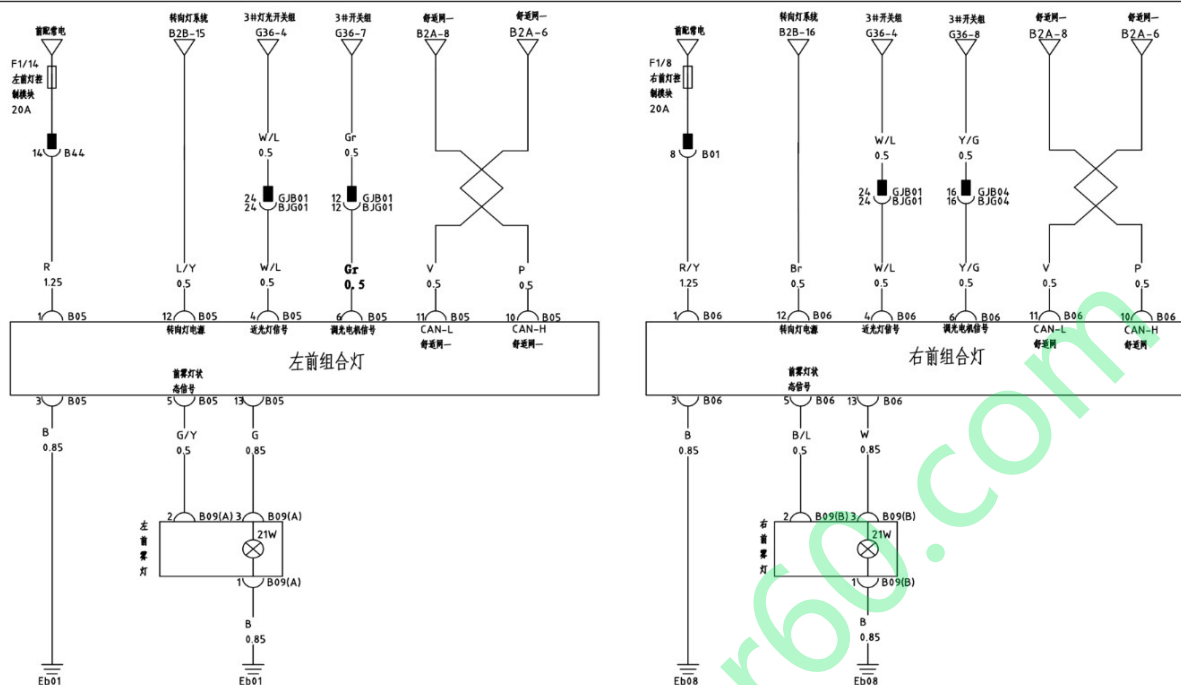 前配常电 转向灯系统 3#灯光开关组 3#开关组 舒适网一 舒适网一 前配常电 转向灯系统 3#开关组 3#开关组 舒适网一 舒适网一
B2B-15 G36-4 G36-7 B2A-8 B2A-6 B2B-16 G36-4 G36-8 B2A-8 B2A-6
F1/14 F1/8
左前灯控 右前灯控
制模块 制模块
20A 20A
W/L Gr W/L Y/G
0.5 0.5 0.5 0.5
14 B44 8 B01
24 GJB01 12 GJB01 24 GJB01 16 GJB04
24 BJG01 12 BJG01 24 BJG01 16 BJG04
R L/Y W/L Gr V P R/Y Br W/L Y/G V P
1.25 0.5 0.5 0.5 0.5 0.5 1.25 0.5 0.5 0.5 0.5 0.5
1 B05 12 B05 4 B05 6 B05 11 B05 10 B05 1 B06 12 B06 4 B06 6 B06 11 B06 10 B06
转向灯电源 近光灯信号 调光电机信号 CAN-L CAN-H 转向灯电源 近光灯信号 调光电机信号 CAN-L CAN-H
舒适网一 舒适网一 舒适网 舒适网
左前组合灯 右前组合灯
前雾灯状 前雾灯状
态信号 态信号
3 B05 5 B05 13 B05 3 B06 5 B06 13 B06
B G/Y G B B/L W
0.85 0.5 0.85 0.85 0.5 0.85
2 B09(A) 3 B09(A) 2 B09(B) 3 B09(B)
左前雾灯 21W 右前雾灯 21W
1 B09(A) 1 B09(B)
B B
0.85 0.85
Eb01 Eb01 Eb08 Eb08
r60.com